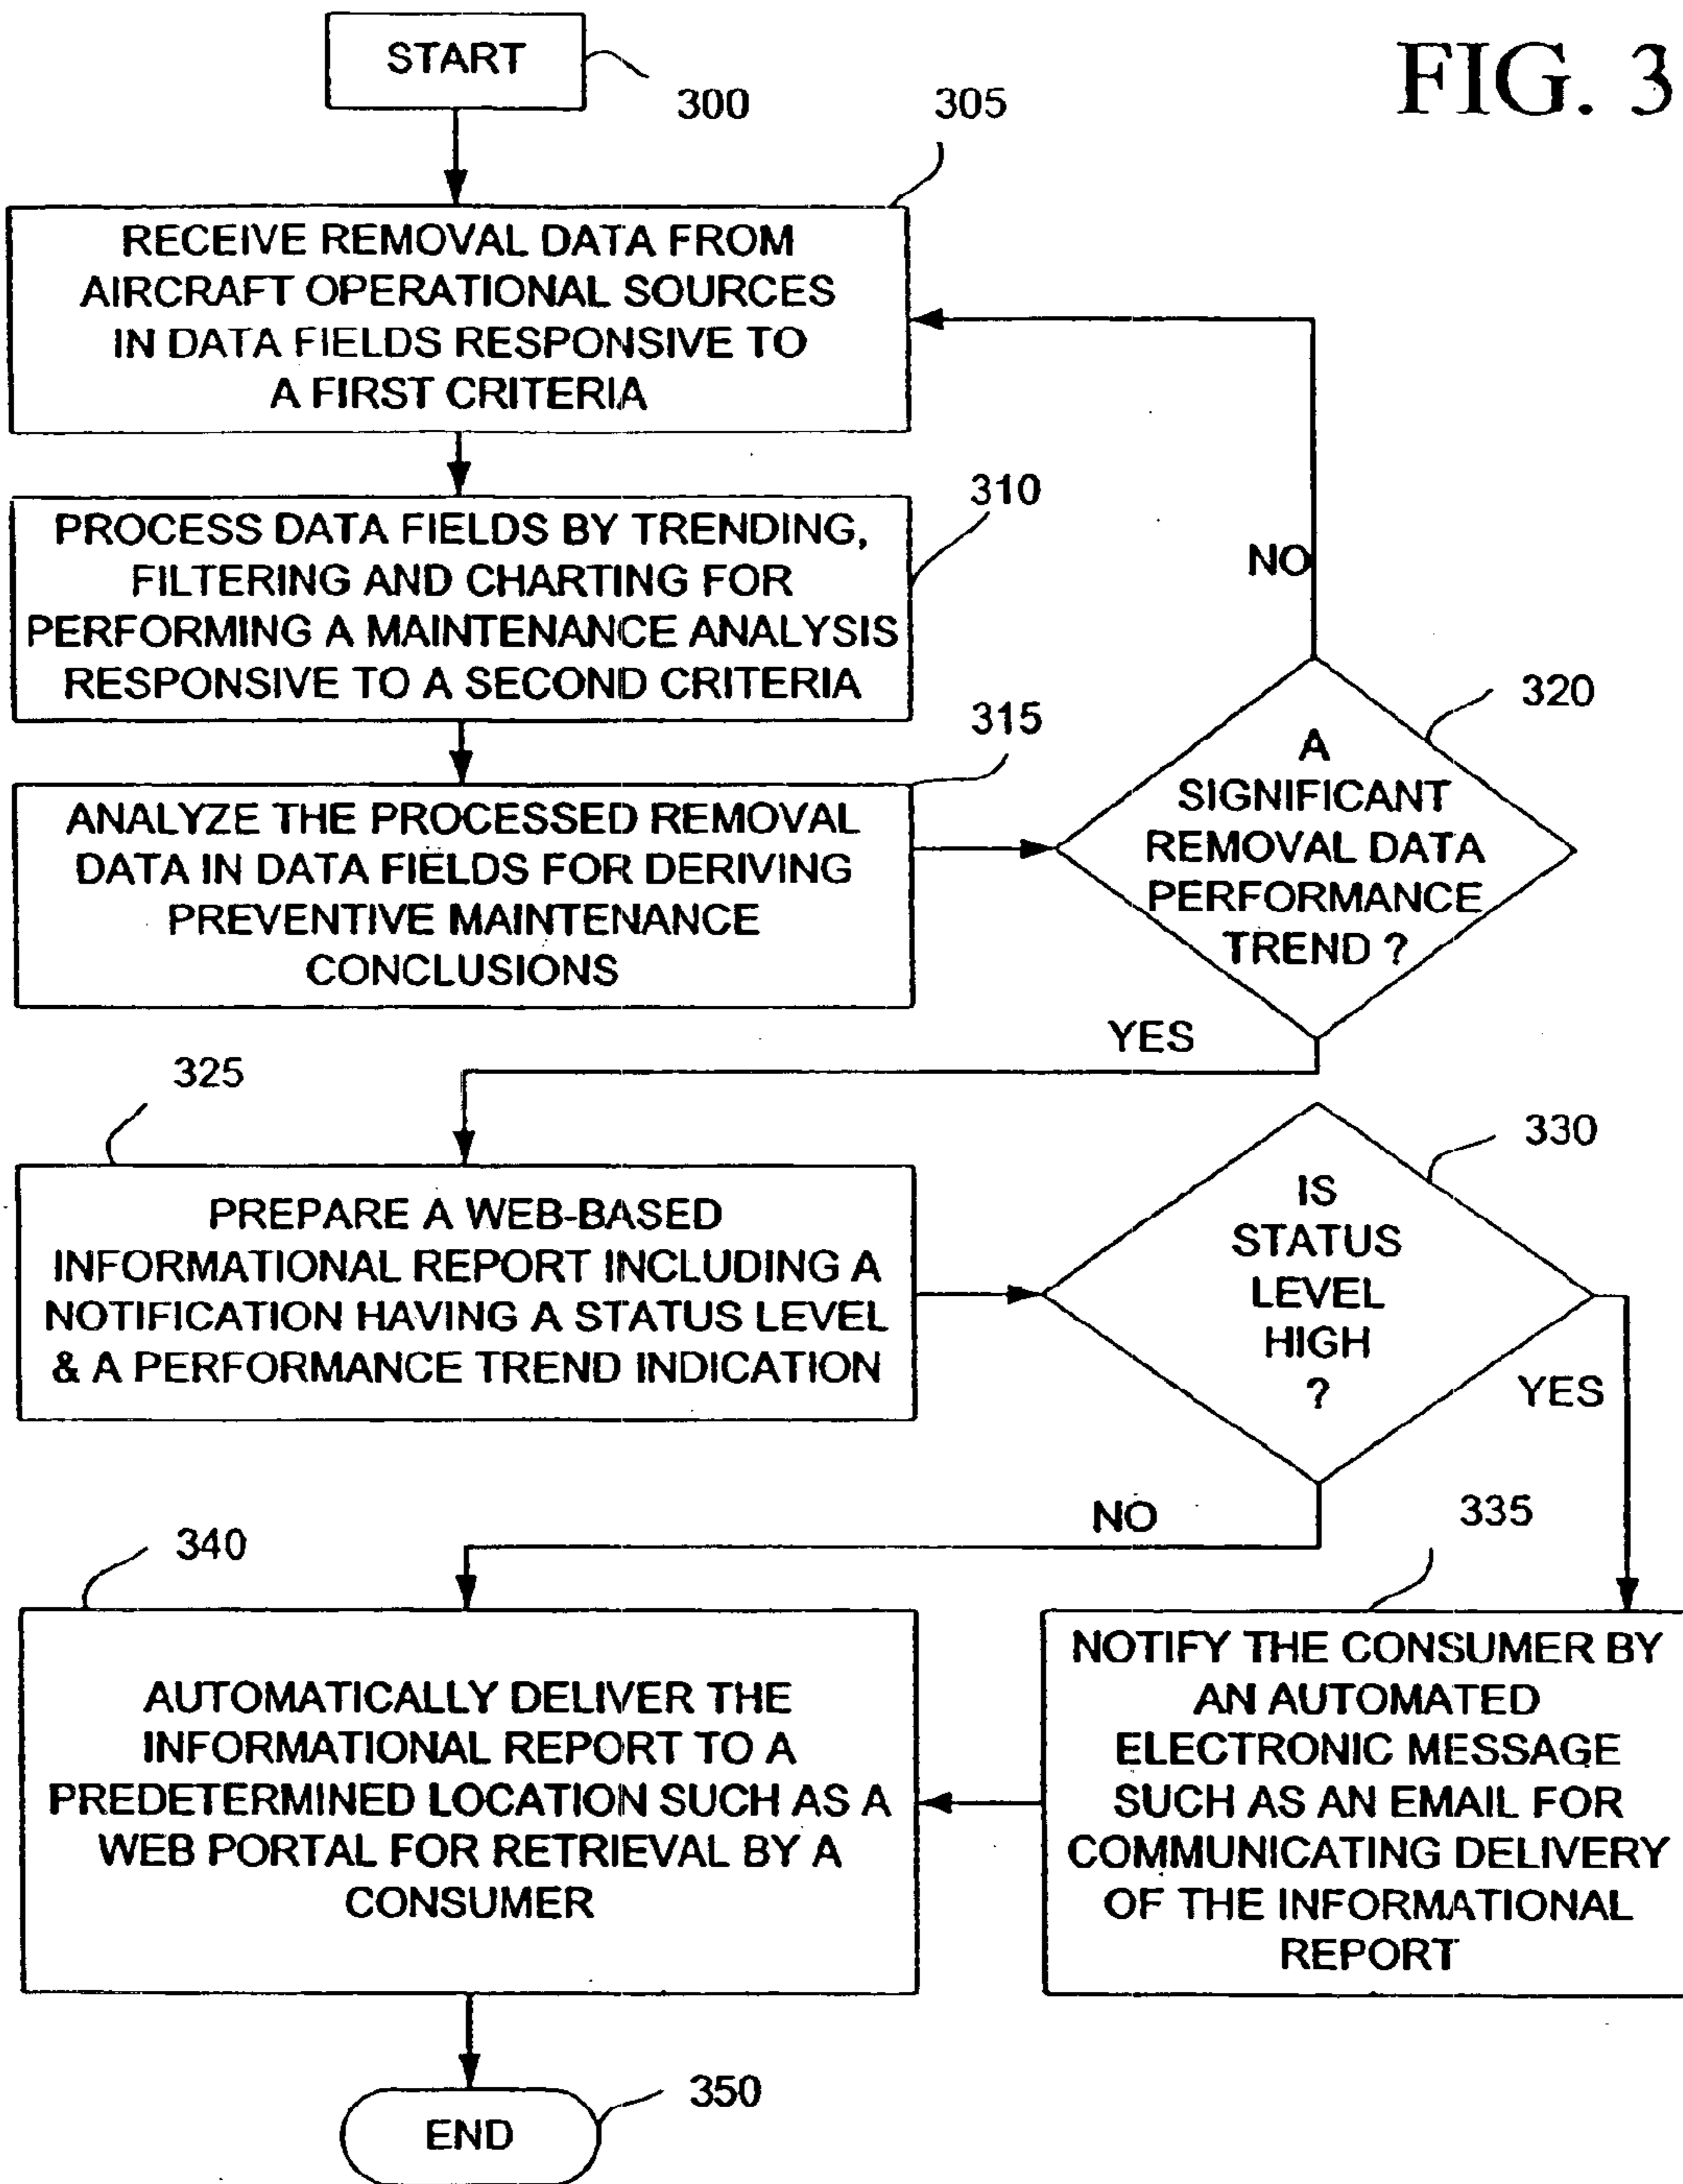 FIG. 3
START
300
305
RECEIVE REMOVAL DATA FROM
AIRCRAFT OPERATIONAL SOURCES
IN DATA FIELDS RESPONSIVE TO
A FIRST CRITERIA
310
PROCESS DATA FIELDS BY TRENDING,
FILTERING AND CHARTING FOR
PERFORMING A MAINTENANCE ANALYSIS
RESPONSIVE TO A SECOND CRITERIA
315
ANALYZE THE PROCESSED REMOVAL
DATA IN DATA FIELDS FOR DERIVING
PREVENTIVE MAINTENANCE
CONCLUSIONS
NO
320
A
SIGNIFICANT
REMOVAL DATA
PERFORMANCE
TREND ?
YES
325
PREPARE A WEB-BASED
INFORMATIONAL REPORT INCLUDING A
NOTIFICATION HAVING A STATUS LEVEL
& A PERFORMANCE TREND INDICATION
330
IS
STATUS
LEVEL
HIGH
?
YES
NO
335
NOTIFY THE CONSUMER BY
AN AUTOMATED
ELECTRONIC MESSAGE
SUCH AS AN EMAIL FOR
COMMUNICATING DELIVERY
OF THE INFORMATIONAL
REPORT
340
AUTOMATICALLY DELIVER THE
INFORMATIONAL REPORT TO A
PREDETERMINED LOCATION SUCH AS A
WEB PORTAL FOR RETRIEVAL BY A
CONSUMER
350
END